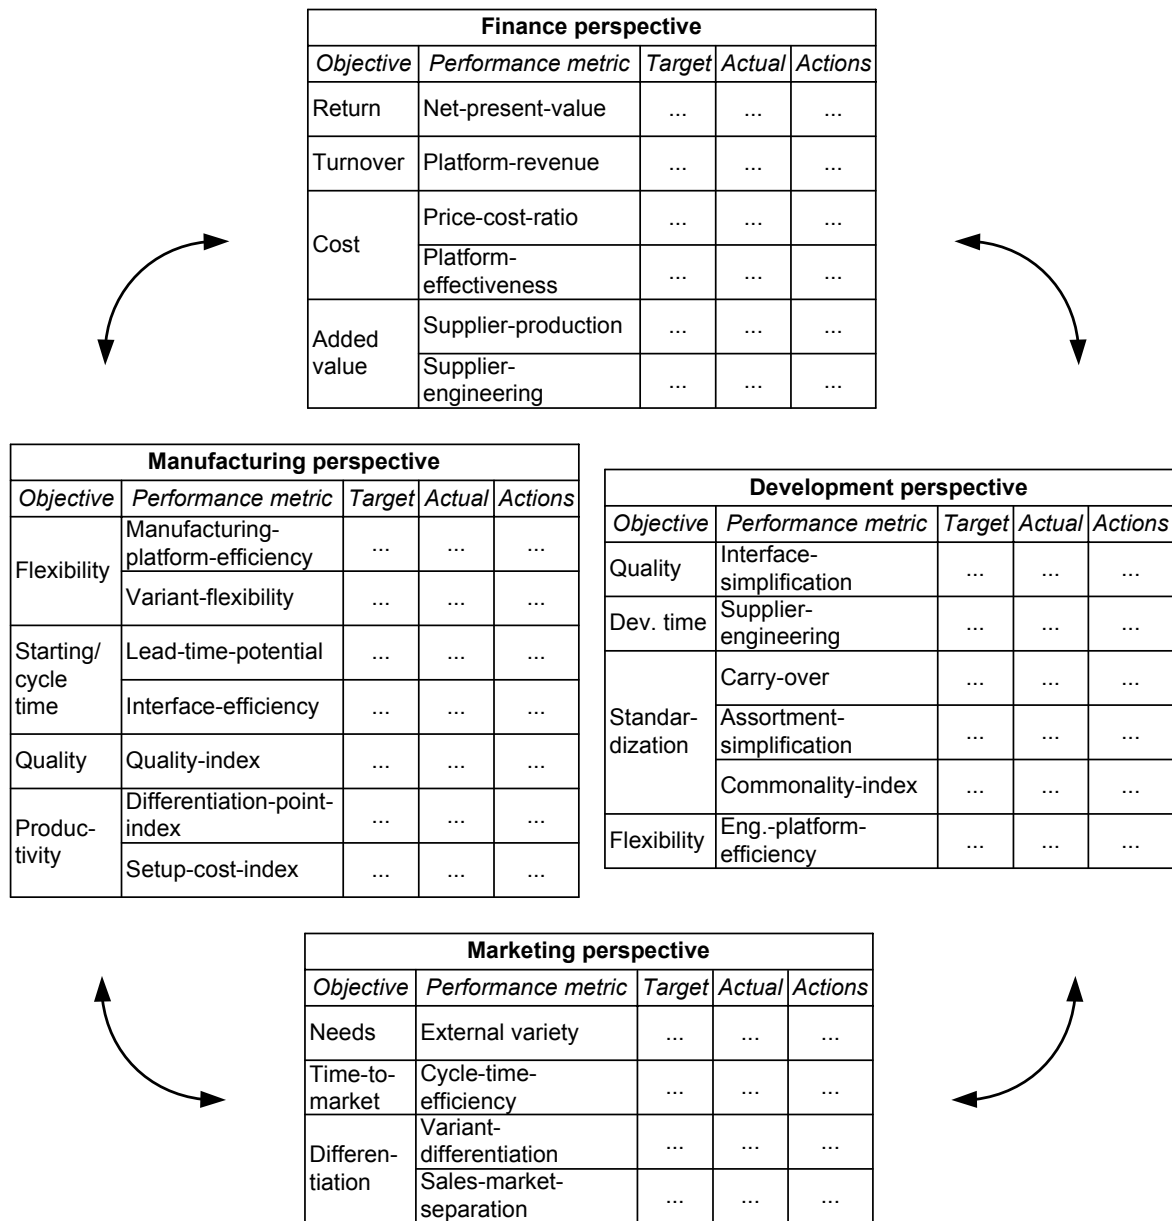 Finance perspective
Objective Performance metric Target Actual Actions
Return Net-present-value ... ... ...
Turnover Platform-revenue ... ... ...
Cost
Price-cost-ratio ... ... ...
Platform-
effectiveness ... ... ...
Added
value
Supplier-production ... ... ...
Supplier-
engineering ... ... ...
Manufacturing perspective
Objective Performance metric Target Actual Actions
Flexibility
Manufacturing-
platform-efficiency ... ... ...
Variant-flexibility ... ... ...
Starting/
cycle
time
Lead-time-potential ... ... ...
Interface-efficiency ... ... ...
Quality Quality-index ... ... ...
Produc-
tivity
Differentiation-point-
index ... ... ...
Setup-cost-index ... ... ...
Development perspective
Objective Performance metric Target Actual Actions
Quality
Interface-
simplification ... ... ...
Dev. time
Supplier-
engineering ... ... ...
Standar-
dization
Carry-over ... ... ...
Assortment-
simplification ... ... ...
Commonality-index ... ... ...
Flexibility
Eng.-platform-
efficiency ... ... ...
Marketing perspective
Objective Performance metric Target Actual Actions
Needs External variety ... ... ...
Time-to-
market
Cycle-time-
efficiency ... ... ...
Differen-
tiation
Variant-
differentiation ... ... ...
Sales-market-
separation ... ... ...